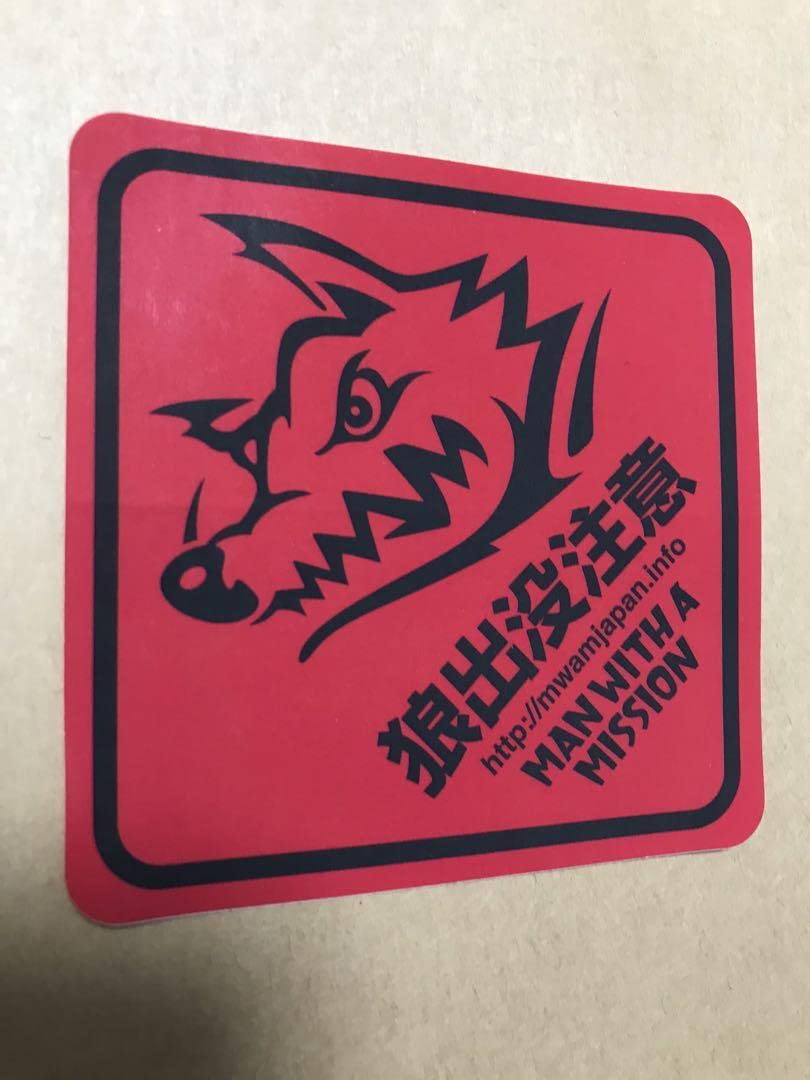 狼出没注意
http://mwamjapan.info
MAN WITH A
MISSION